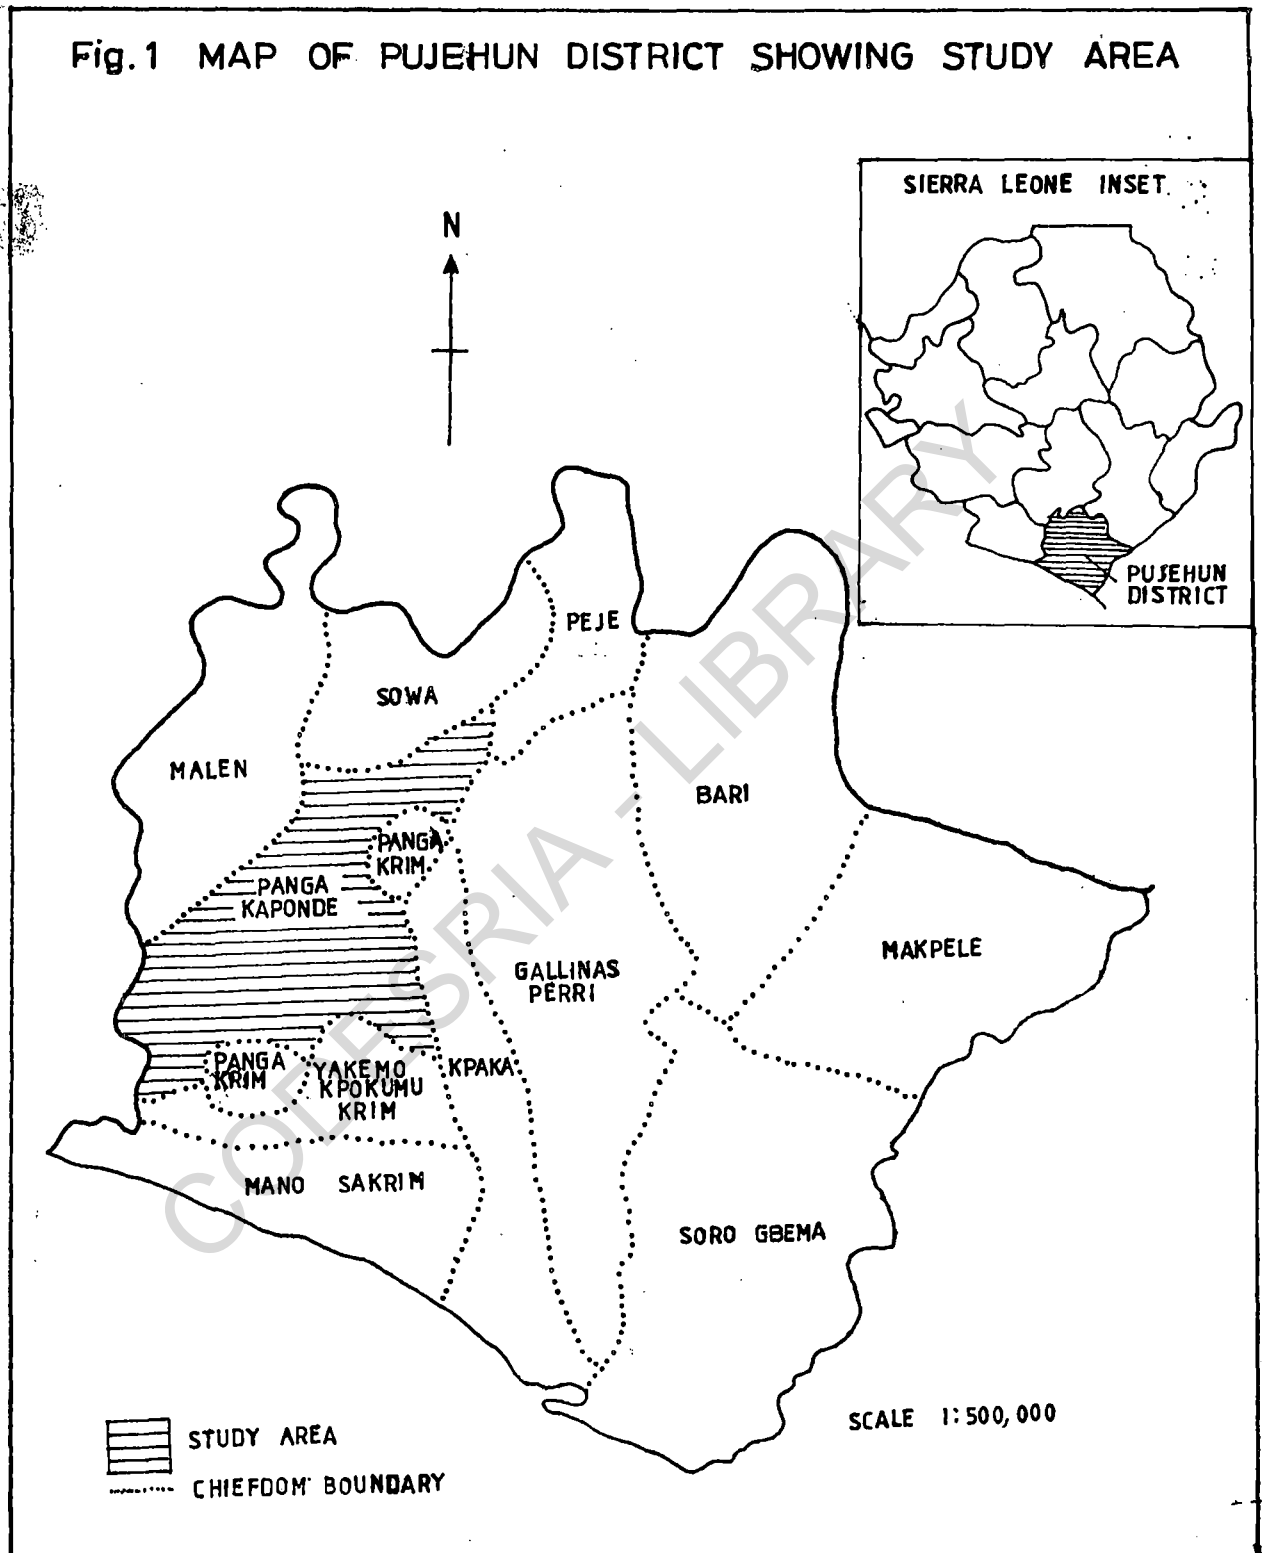 Fig. 1 MAP OF PUJEHUN DISTRICT SHOWING STUDY AREA
SIERRA LEONE INSET
N
PUJEHUN
DISTRICT
PEJE
SOWA
MALEN
BARI
PANGA
KRIM
PANGA
KAPONDE
MAKPELE
GALLINAS
PERRI
PANGA
KRIM
YAKEMO
KPOKUMU
KRIM
KPAKA
MANO SAKRIM
SORO GBEMA
SCALE 1:500,000
STUDY AREA
CHIEFDOM BOUNDARY
CODESRIA - LIBRARY